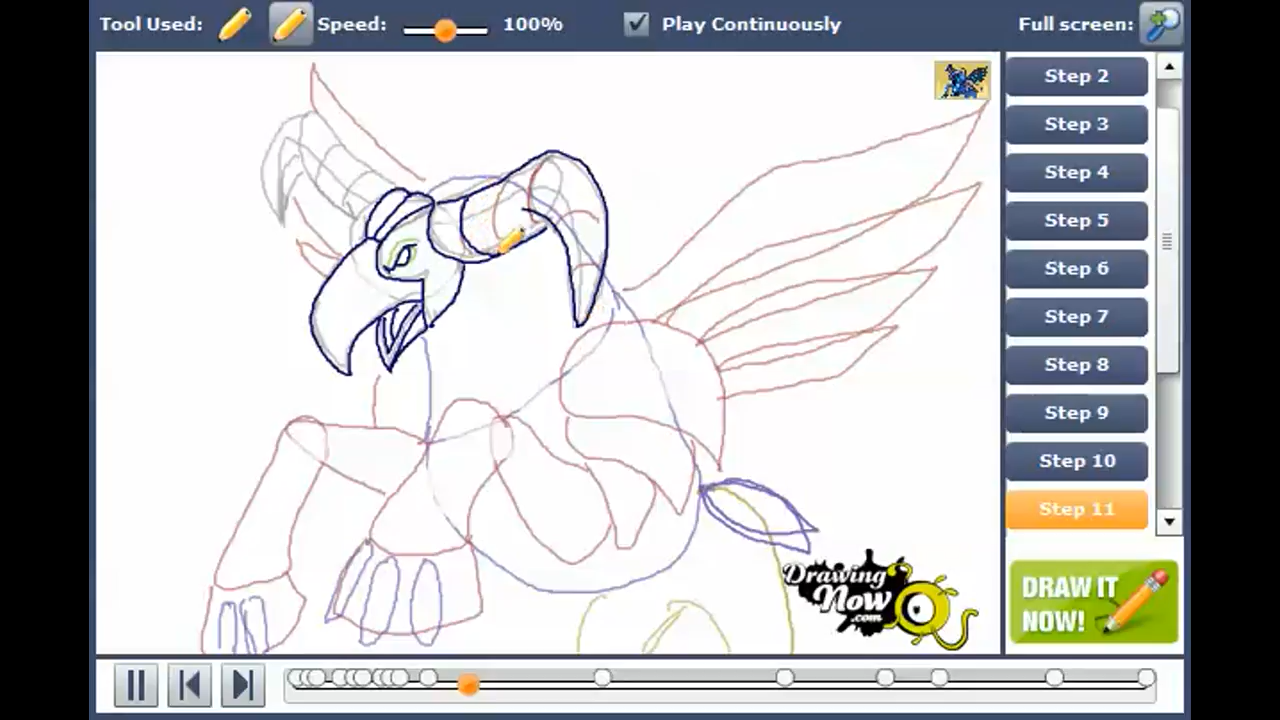 Tool Used: Speed: 100% Play Continuously Full screen:
Step 2
Step 3
Step 4
Step 5
Step 6
Step 7
Step 8
Step 9
Step 10
Step 11
DRAW IT
NOW!
Drawing
Now
.com